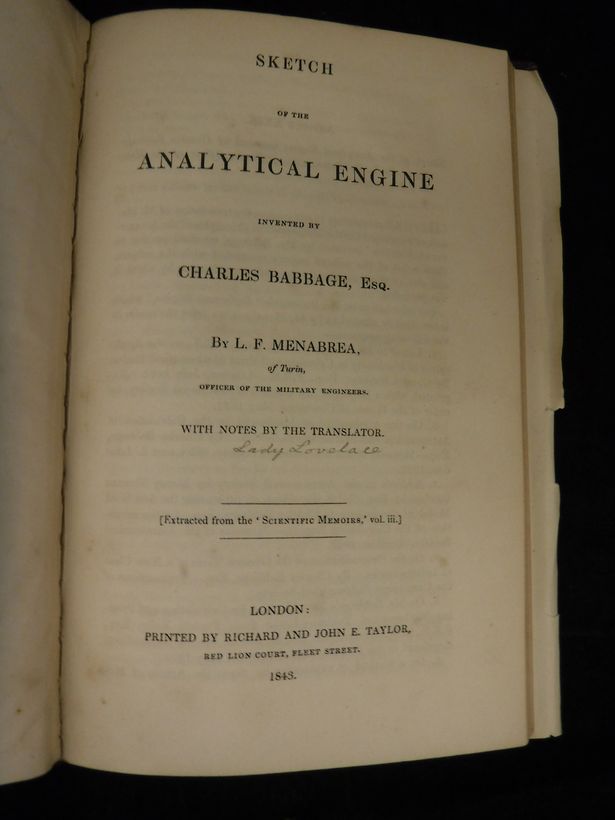 SKETCH
OF THE
ANALYTICAL ENGINE
INVENTED BY
CHARLES BABBAGE, ESQ.
BY L. F. MENABREA,
of Turin,
OFFICER OF THE MILITARY ENGINEERS.
WITH NOTES BY THE TRANSLATOR.
Lady Lovelace
[Extracted from the ‘SCIENTIFIC MEMOIRS,’ vol. iii.]
LONDON:
PRINTED BY RICHARD AND JOHN E. TAYLOR,
RED LION COURT, FLEET STREET.
1843.